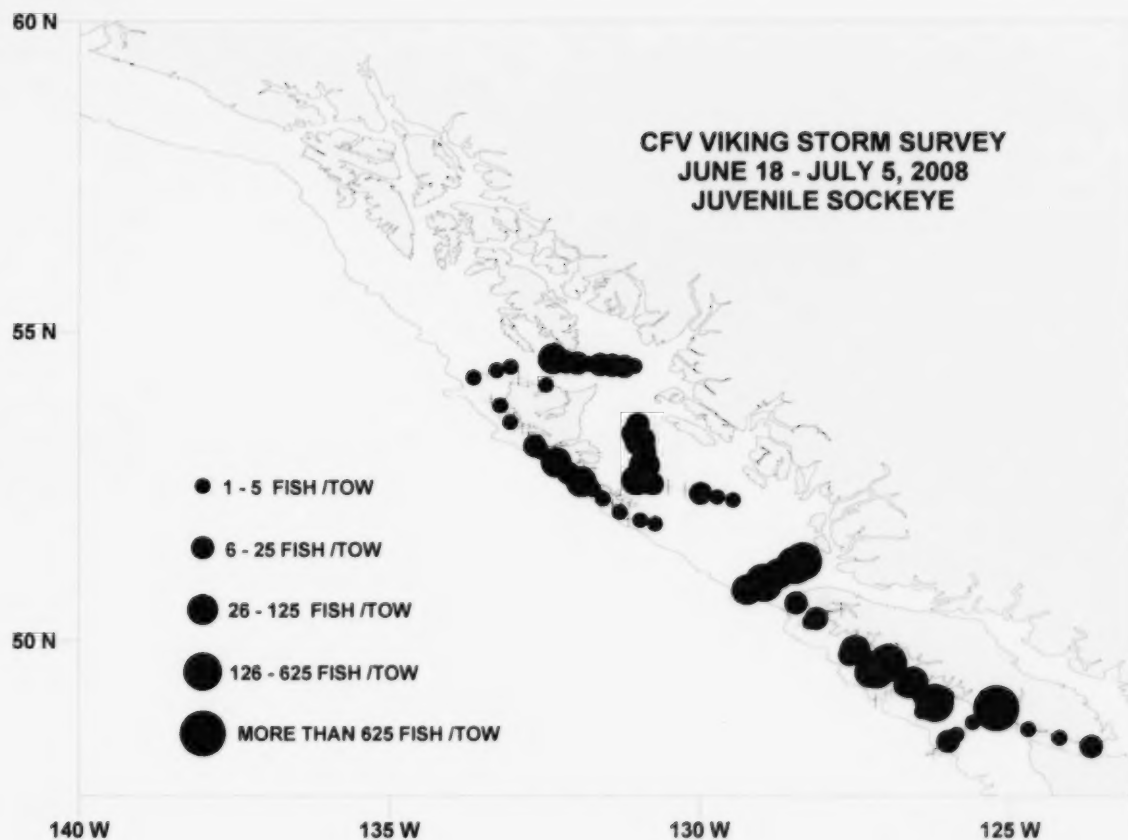 60 N
CFV VIKING STORM SURVEY
JUNE 18 - JULY 5, 2008
JUVENILE SOCKEYE
55 N
1 - 5 FISH /TOW
6 - 25 FISH /TOW
26 - 125 FISH /TOW
50 N
126 - 625 FISH /TOW
MORE THAN 625 FISH /TOW
140 W 135 W 130 W 125 W